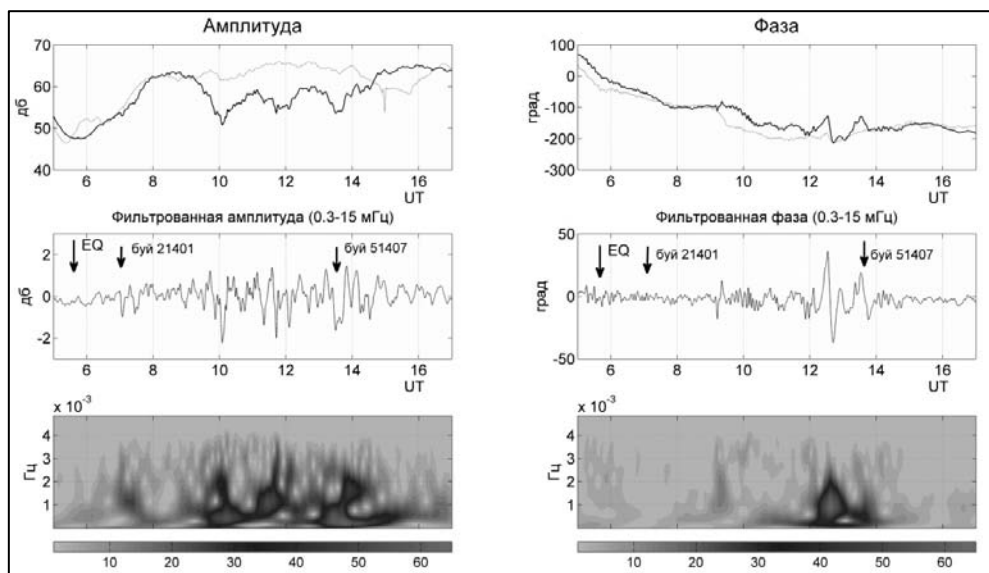 Амплитуда
Фаза
дб
70
60
50
40
6 8 10 12 14 16
UT
град
100
0
-100
-200
-300
6 8 10 12 14 16
UT
Фильтрованная амплитуда (0.3-15 мГц)
Фильтрованная фаза (0.3-15 мГц)
EQ
буй 21401
буй 51407
дб
2
0
-2
6 8 10 12 14 16
UT
EQ
буй 21401
буй 51407
град
50
0
-50
6 8 10 12 14 16
UT
x 10⁻³
Гц
4
3
2
1
10 20 30 40 50 60
x 10⁻³
Гц
4
3
2
1
10 20 30 40 50 60